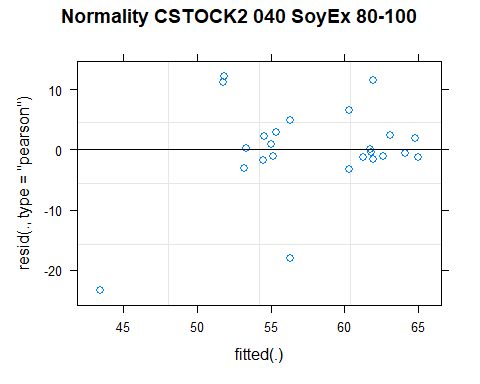 Normality CSTOCK2 040 SoyEx 80-100
resid(., type = "pearson")
10
0
-10
-20
45 50 55 60 65
fitted(.)